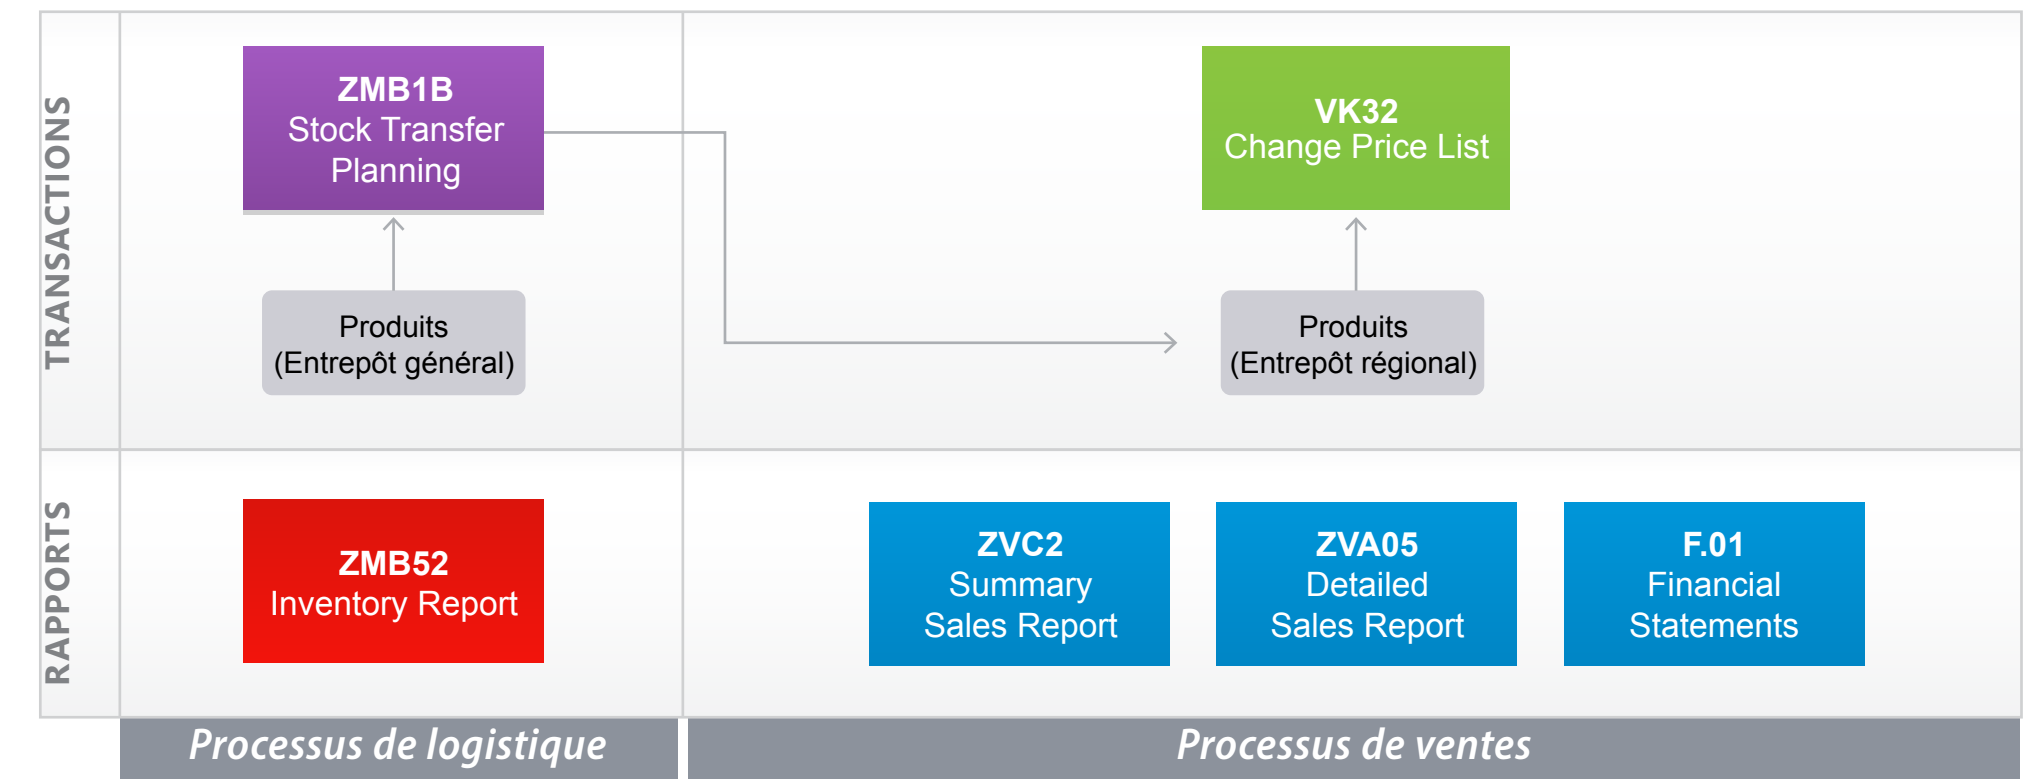 TRANSACTIONS
ZMB1B
Stock Transfer
Planning
VK32
Change Price List
Produits
(Entrepôt général)
Produits
(Entrepôt régional)
RAPPORTS
ZMB52
Inventory Report
ZVC2
Summary
Sales Report
ZVA05
Detailed
Sales Report
F.01
Financial
Statements
Processus de logistique
Processus de ventes